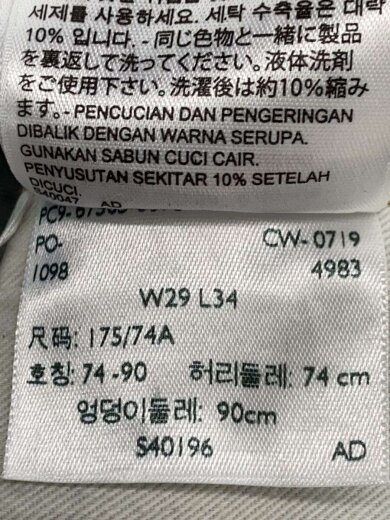 세제를 사용하세요. 세탁 수축율은 대략
10% 입니다. - 同じ色物と一緒に製品
を裏返して洗ってください。液体洗剤
をご使用下さい。洗濯後は約10%縮み
ます。- PENCUCIAN DAN PENGERINGAN
DIBALIK DENGAN WARNA SERUPA.
GUNAKAN SABUN CUCI CAIR.
PENYUSUTAN SEKITAR 10% SETELAH
DICUCI.
S40047 AD
PO- CW-0719
1098 4983
W29 L34
尺码: 175/74A
호칭: 74 -90 허리둘레: 74 cm
엉덩이둘레: 90cm
S40196 AD